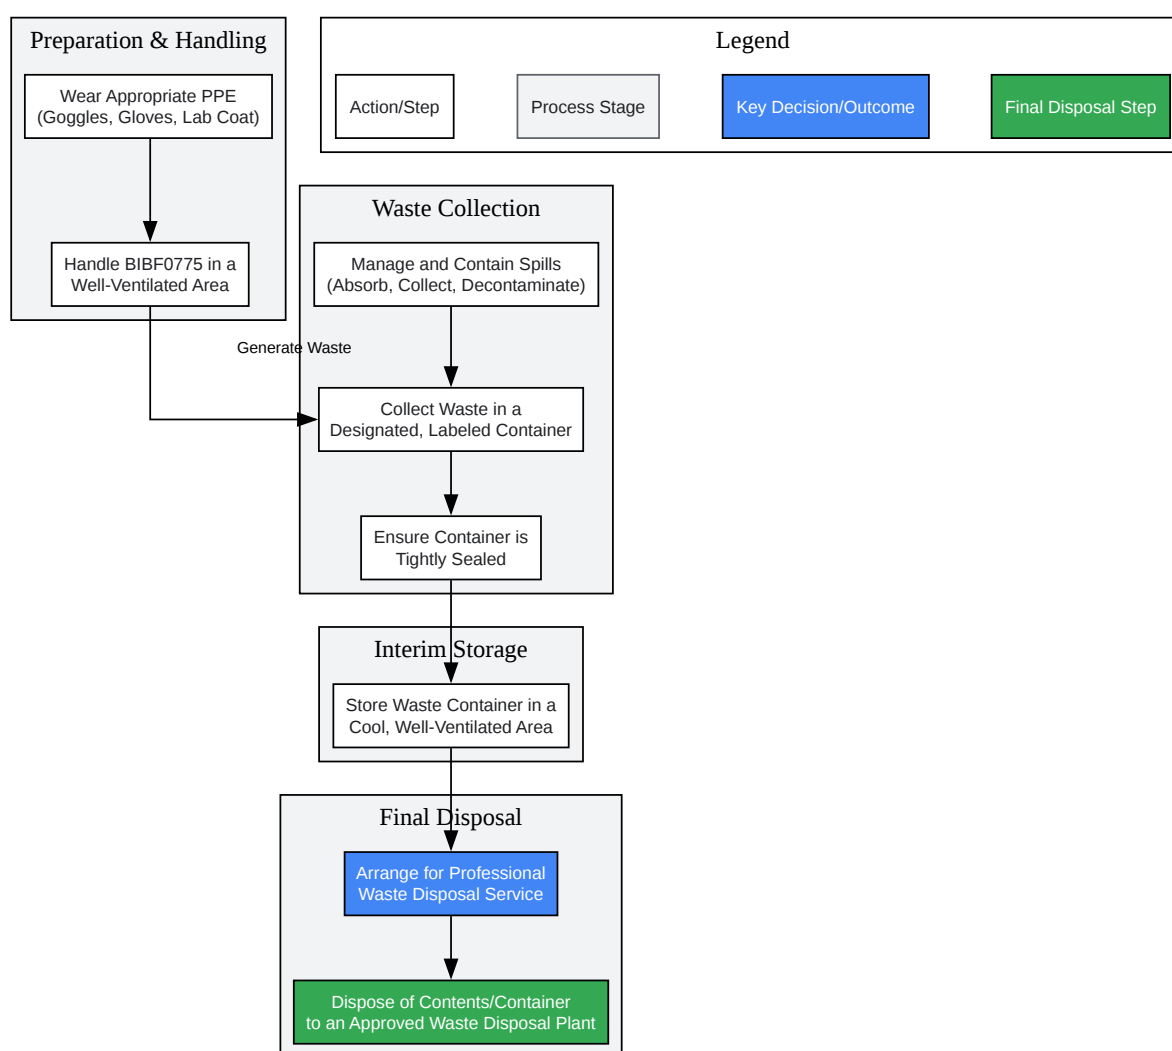 Preparation & Handling
Wear Appropriate PPE
(Goggles, Gloves, Lab Coat)
Handle BIBF0775 in a
Well-Ventilated Area
Legend
Action/Step
Process Stage
Key Decision/Outcome
Final Disposal Step
Generate Waste
Waste Collection
Manage and Contain Spills
(Absorb, Collect, Decontaminate)
Collect Waste in a
Designated, Labeled Container
Ensure Container is
Tightly Sealed
Interim Storage
Store Waste Container in a
Cool, Well-Ventilated Area
Final Disposal
Arrange for Professional
Waste Disposal Service
Dispose of Contents/Container
to an Approved Waste Disposal Plant